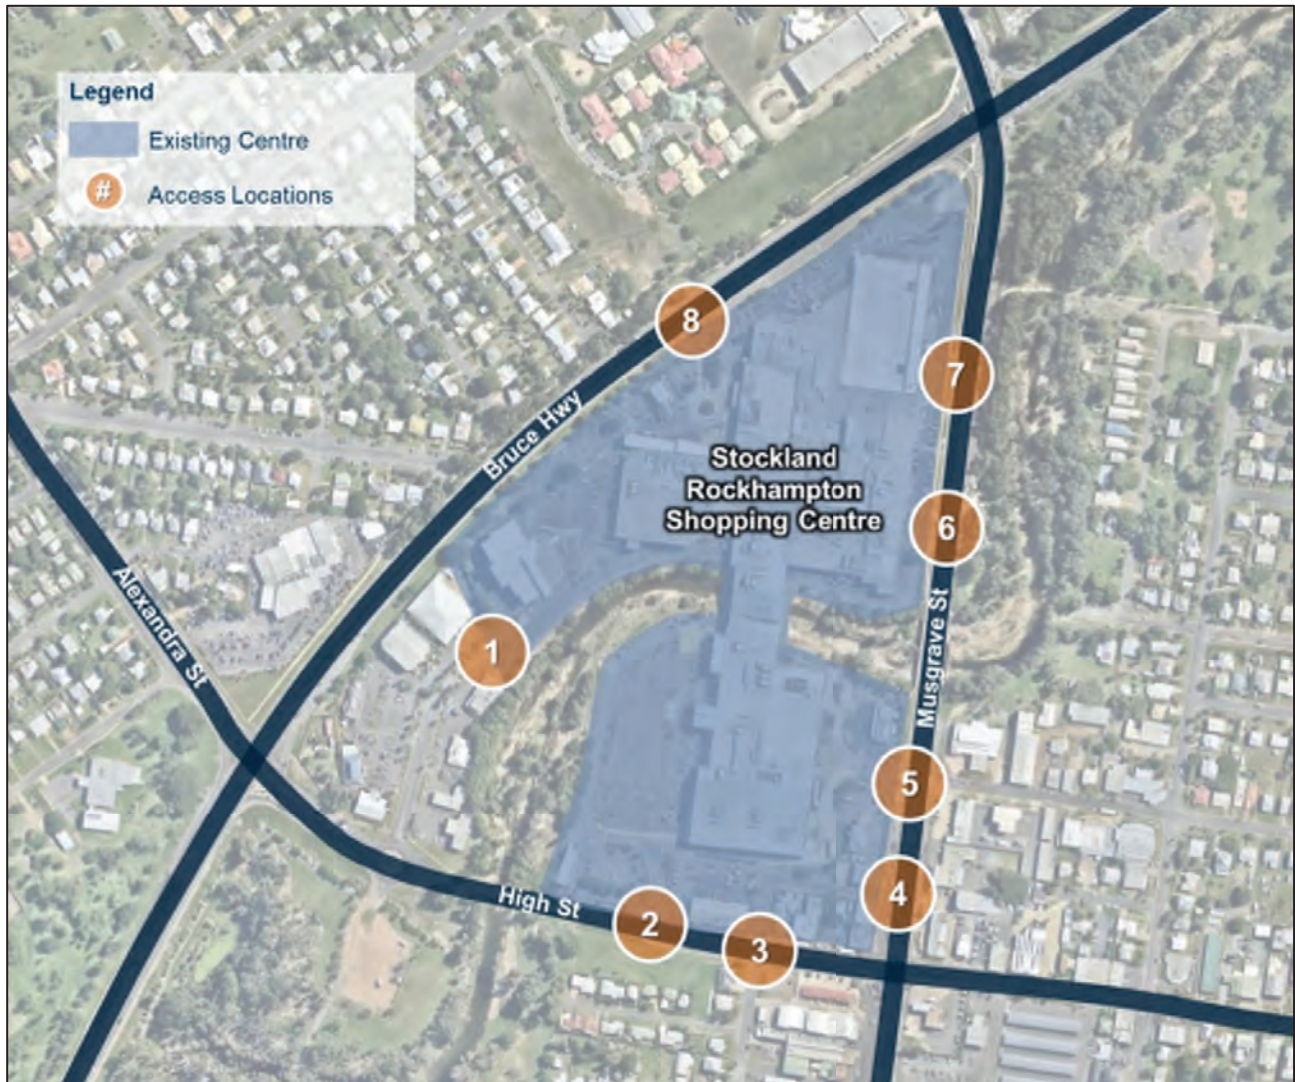 Legend
Existing Centre
# Access Locations
8
7
Bruce Hwy
Stockland
Rockhampton
Shopping Centre
6
Alexandra St
1
Musgrave St
5
4
High St
2
3